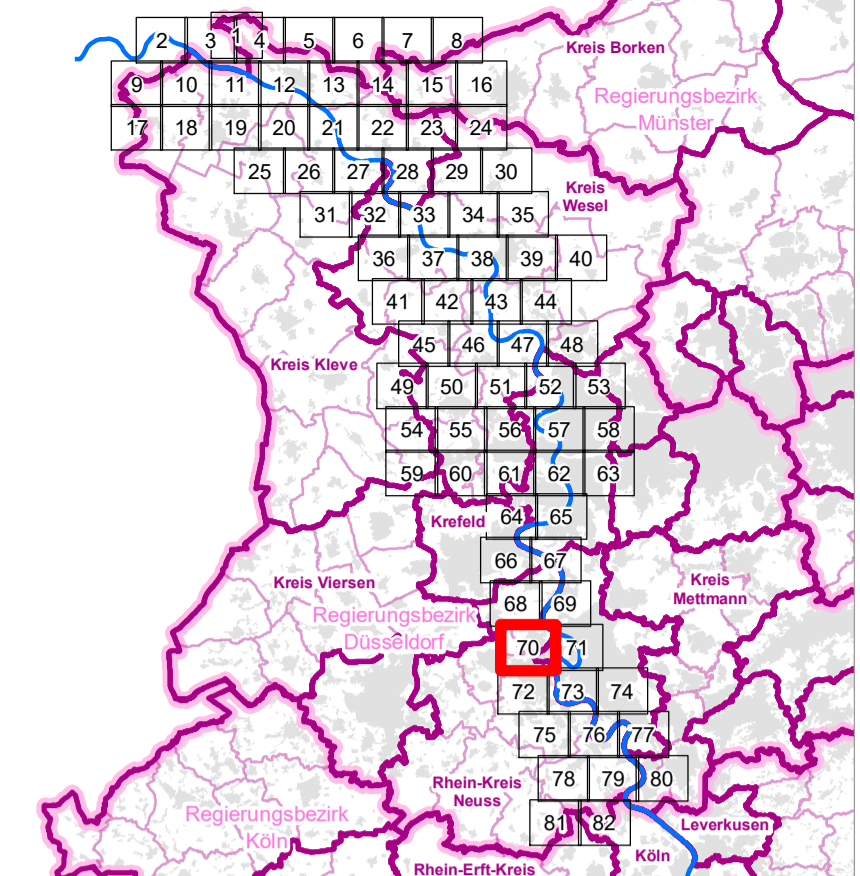 1
2 3 4 5 6 7 8
Kreis Borken
9 10 11 12 13 14 15 16
Regierungsbezirk
Münster
17 18 19 20 21 22 23 24
25 26 27 28 29 30
Kreis
Wesel
31 32 33 34 35
36 37 38 39 40
41 42 43 44
45 46 47 48
Kreis Kleve
49 50 51 52 53
54 55 56 57 58
59 60 61 62 63
Krefeld
64 65
66 67
Kreis Viersen
Kreis
Mettmann
68 69
Regierungsbezirk
Düsseldorf
70 71
72 73 74
75 76 77
78 79 80
Rhein-Kreis
Neuss
Regierungsbezirk
Köln
81 82
Leverkusen
Köln
Rhein-Erft-Kreis